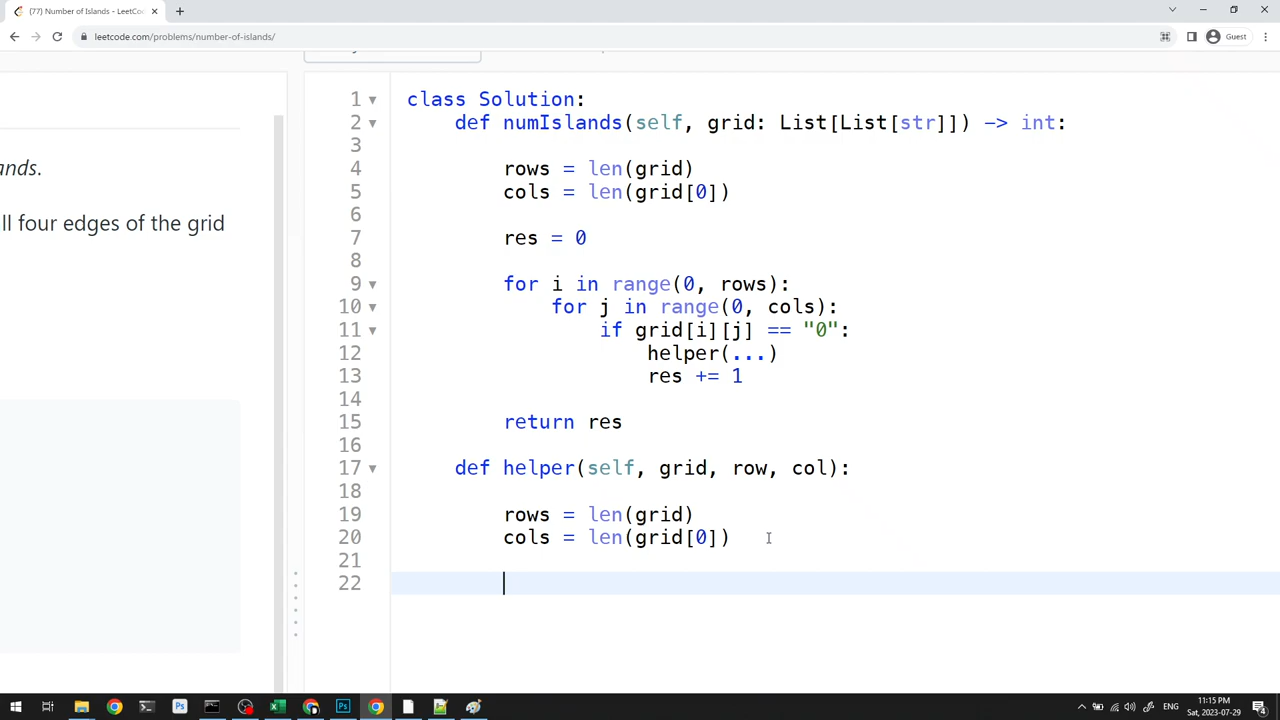 (77) Number of Islands - LeetCo
leetcode.com/problems/number-of-islands/
Guest
ands.
ll four edges of the grid
1 class Solution:
2 def numIslands(self, grid: List[List[str]]) -> int:
3
4 rows = len(grid)
5 cols = len(grid[0])
6
7 res = 0
8
9 for i in range(0, rows):
10 for j in range(0, cols):
11 if grid[i][j] == "0":
12 helper(...)
13 res += 1
14
15 return res
16
17 def helper(self, grid, row, col):
18
19 rows = len(grid)
20 cols = len(grid[0])
21
22
ENG
11:15 PM
Sat, 2023-07-29
4